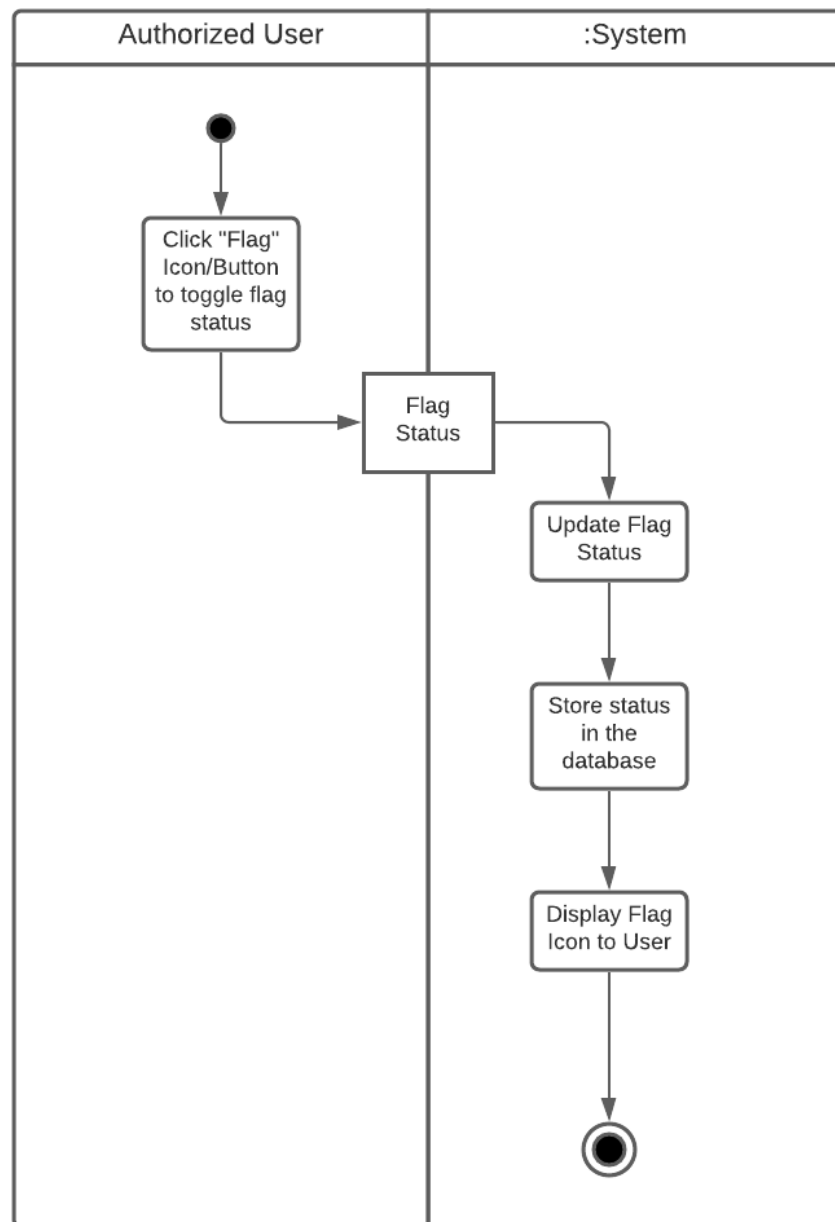 Authorized User
:System
Click "Flag"
Icon/Button
to toggle flag
status
Flag
Status
Update Flag
Status
Store status
in the
database
Display Flag
Icon to User